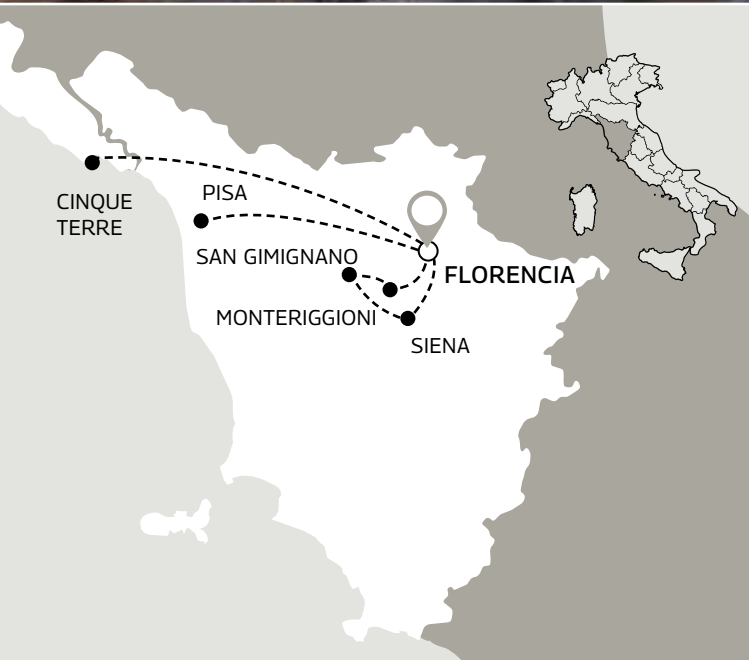 CINQUE
TERRE
PISA
SAN GIMIGNANO
FLORENCIA
MONTERIGGIONI
SIENA